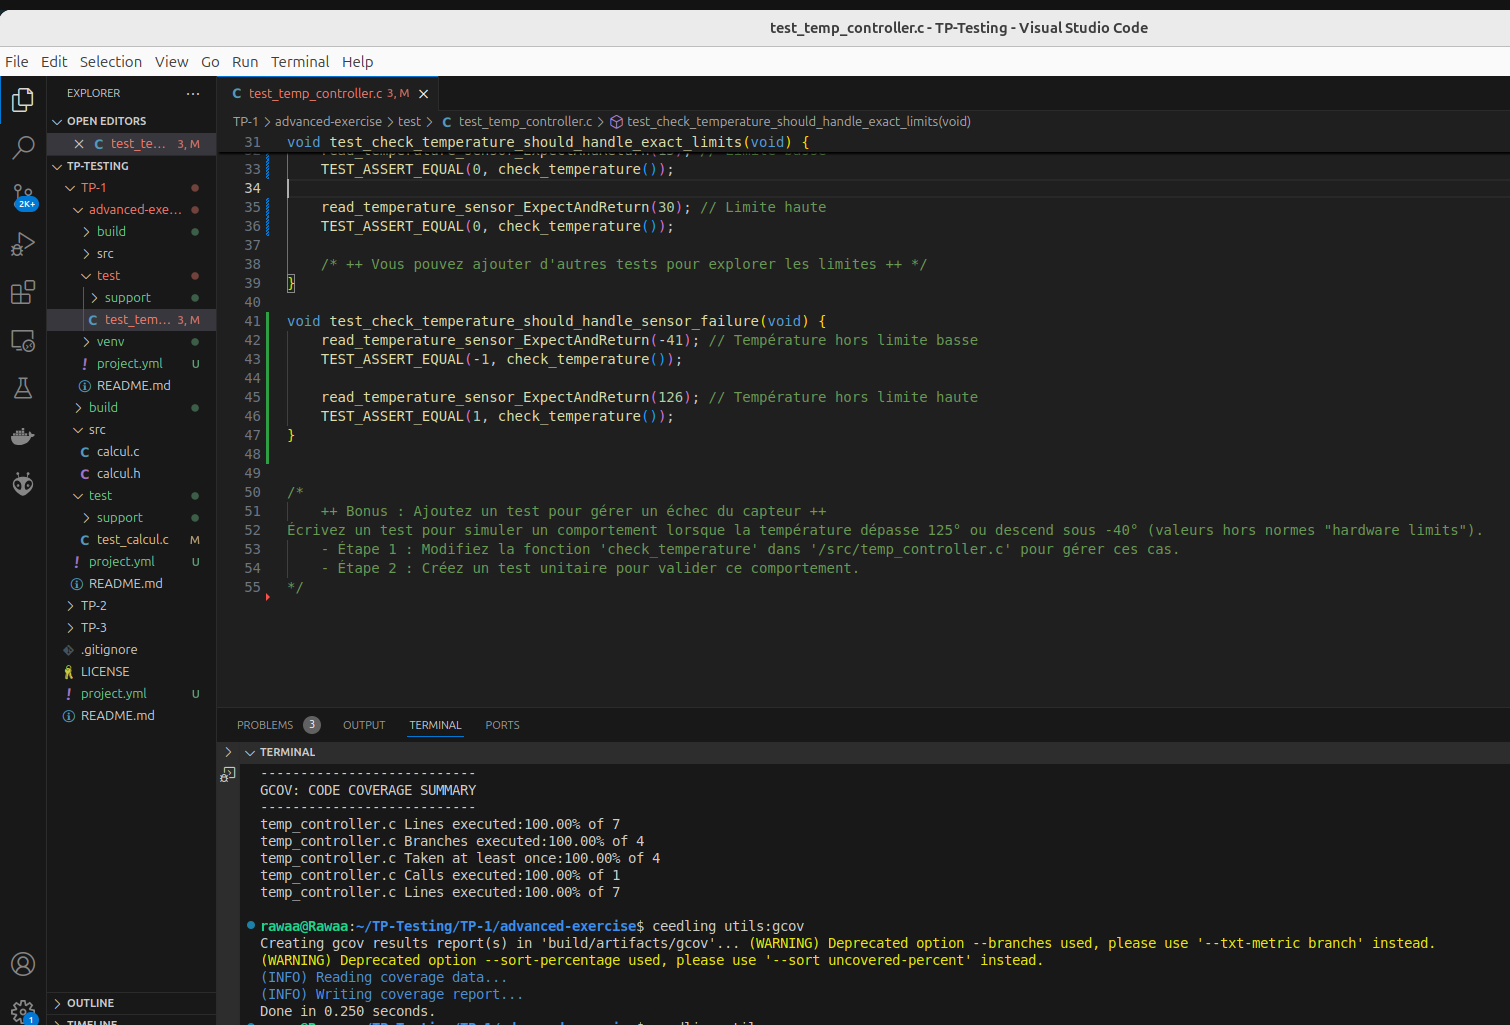 test_temp_controller.c - TP-Testing - Visual Studio Code
File Edit Selection View Go Run Terminal Help
EXPLORER ...
OPEN EDITORS
test_te... 3, M
TP-TESTING
TP-1
advanced-exe...
build
src
test
support
test_tem... 3, M
venv
project.yml U
README.md
build
src
calcul.c
calcul.h
test
support
test_calcul.c M
project.yml U
README.md
TP-2
TP-3
.gitignore
LICENSE
project.yml U
README.md
OUTLINE
TIMELINE
2K+
1
test_temp_controller.c 3, M
TP-1 > advanced-exercise > test > C test_temp_controller.c > test_check_temperature_should_handle_exact_limits(void)
31 void test_check_temperature_should_handle_exact_limits(void) {
33 TEST_ASSERT_EQUAL(0, check_temperature());
34
35 read_temperature_sensor_ExpectAndReturn(30); // Limite haute
36 TEST_ASSERT_EQUAL(0, check_temperature());
37
38 /* ++ Vous pouvez ajouter d'autres tests pour explorer les limites ++ */
39 }
40
41 void test_check_temperature_should_handle_sensor_failure(void) {
42 read_temperature_sensor_ExpectAndReturn(-41); // Température hors limite basse
43 TEST_ASSERT_EQUAL(-1, check_temperature());
44
45 read_temperature_sensor_ExpectAndReturn(126); // Température hors limite haute
46 TEST_ASSERT_EQUAL(1, check_temperature());
47 }
48
49
50 /*
51 ++ Bonus : Ajoutez un test pour gérer un échec du capteur ++
52 Écrivez un test pour simuler un comportement lorsque la température dépasse 125° ou descend sous -40° (valeurs hors normes "hardware limits").
53 - Étape 1 : Modifiez la fonction 'check_temperature' dans '/src/temp_controller.c' pour gérer ces cas.
54 - Étape 2 : Créez un test unitaire pour valider ce comportement.
55 */
PROBLEMS 3 OUTPUT TERMINAL PORTS
TERMINAL
---------------------------
GCOV: CODE COVERAGE SUMMARY
---------------------------
temp_controller.c Lines executed:100.00% of 7
temp_controller.c Branches executed:100.00% of 4
temp_controller.c Taken at least once:100.00% of 4
temp_controller.c Calls executed:100.00% of 1
temp_controller.c Lines executed:100.00% of 7
rawaa@Rawaa:~/TP-Testing/TP-1/advanced-exercise$ ceedling utils:gcov
Creating gcov results report(s) in 'build/artifacts/gcov'... (WARNING) Deprecated option --branches used, please use '--txt-metric branch' instead.
(WARNING) Deprecated option --sort-percentage used, please use '--sort uncovered-percent' instead.
(INFO) Reading coverage data...
(INFO) Writing coverage report...
Done in 0.250 seconds.